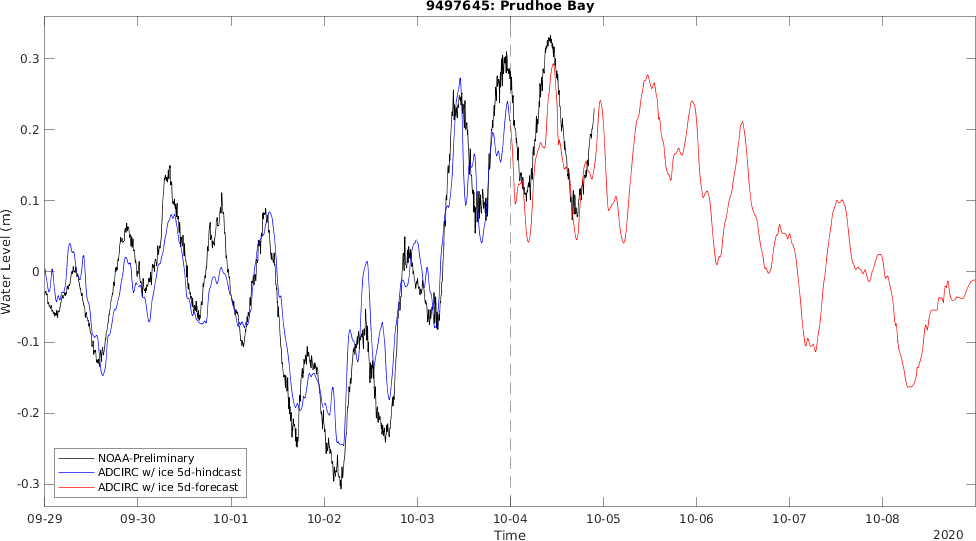 9497645: Prudhoe Bay
Water Level (m)
0.3
0.2
0.1
0
-0.1
-0.2
-0.3
NOAA-Preliminary
ADCIRC w/ ice 5d-hindcast
ADCIRC w/ ice 5d-forecast
09-29 09-30 10-01 10-02 10-03 10-04 10-05 10-06 10-07 10-08
Time
2020